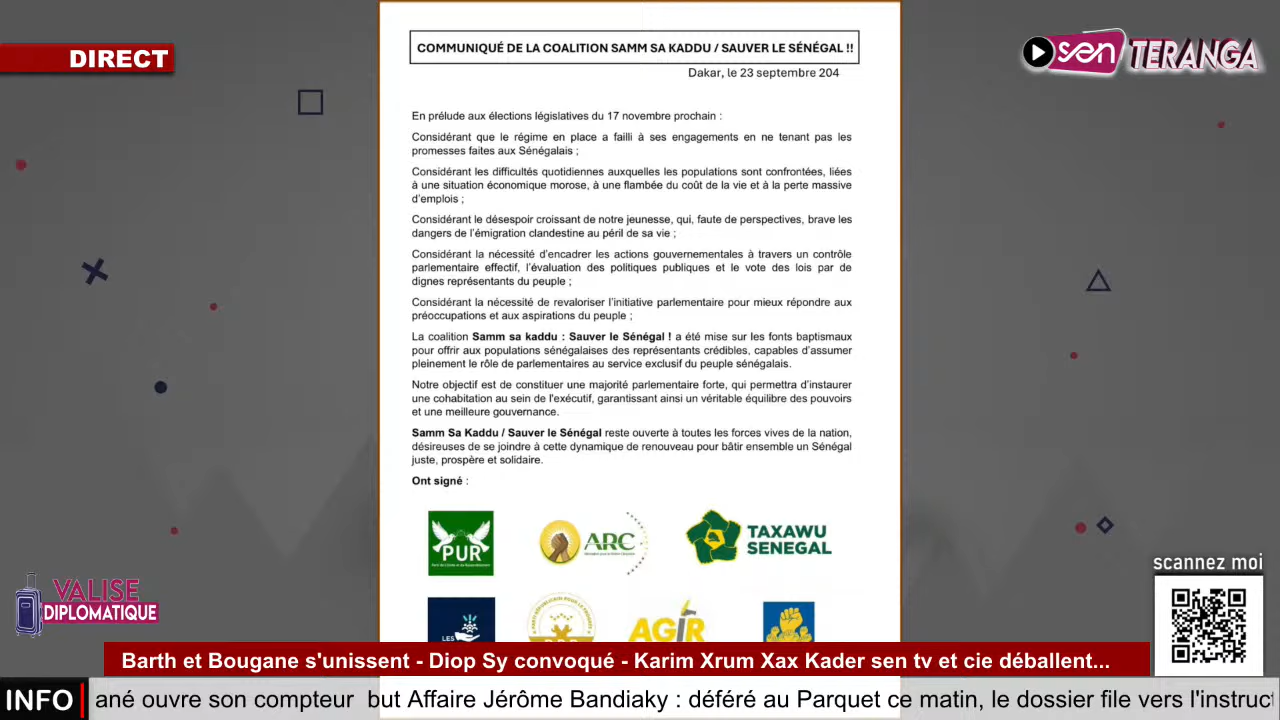 DIRECT
sen TERANGA
COMMUNIQUÉ DE LA COALITION SAMM SA KADDU / SAUVER LE SÉNÉGAL !!
Dakar, le 23 septembre 204
En prélude aux élections législatives du 17 novembre prochain :
Considérant que le régime en place a failli à ses engagements en ne tenant pas les
promesses faites aux Sénégalais ;
Considérant les difficultés quotidiennes auxquelles les populations sont confrontées, liées
à une situation économique morose, à une flambée du coût de la vie et à la perte massive
d'emplois ;
Considérant le désespoir croissant de notre jeunesse, qui, faute de perspectives, brave les
dangers de l'émigration clandestine au péril de sa vie ;
Considérant la nécessité d'encadrer les actions gouvernementales à travers un contrôle
parlementaire effectif, l'évaluation des politiques publiques et le vote des lois par de
dignes représentants du peuple ;
Considérant la nécessité de revaloriser l'initiative parlementaire pour mieux répondre aux
préoccupations et aux aspirations du peuple ;
La coalition Samm sa kaddu : Sauver le Sénégal ! a été mise sur les fonts baptismaux
pour offrir aux populations sénégalaises des représentants crédibles, capables d'assumer
pleinement le rôle de parlementaires au service exclusif du peuple sénégalais.
Notre objectif est de constituer une majorité parlementaire forte, qui permettra d'instaurer
une cohabitation au sein de l'exécutif, garantissant ainsi un véritable équilibre des pouvoirs
et une meilleure gouvernance.
Samm Sa Kaddu / Sauver le Sénégal reste ouverte à toutes les forces vives de la nation,
désireuses de se joindre à cette dynamique de renouveau pour bâtir ensemble un Sénégal
juste, prospère et solidaire.
Ont signé :
PUR
ARC
TAXAWU
SENEGAL
LES
AGIR
scannez moi
VALISE
DIPLOMATIQUE
Barth et Bougane s'unissent - Diop Sy convoqué - Karim Xrum Xax Kader sen tv et cie déballent...
INFO
ané ouvre son compteur but Affaire Jérôme Bandiaky : déféré au Parquet ce matin, le dossier file vers l'instruc